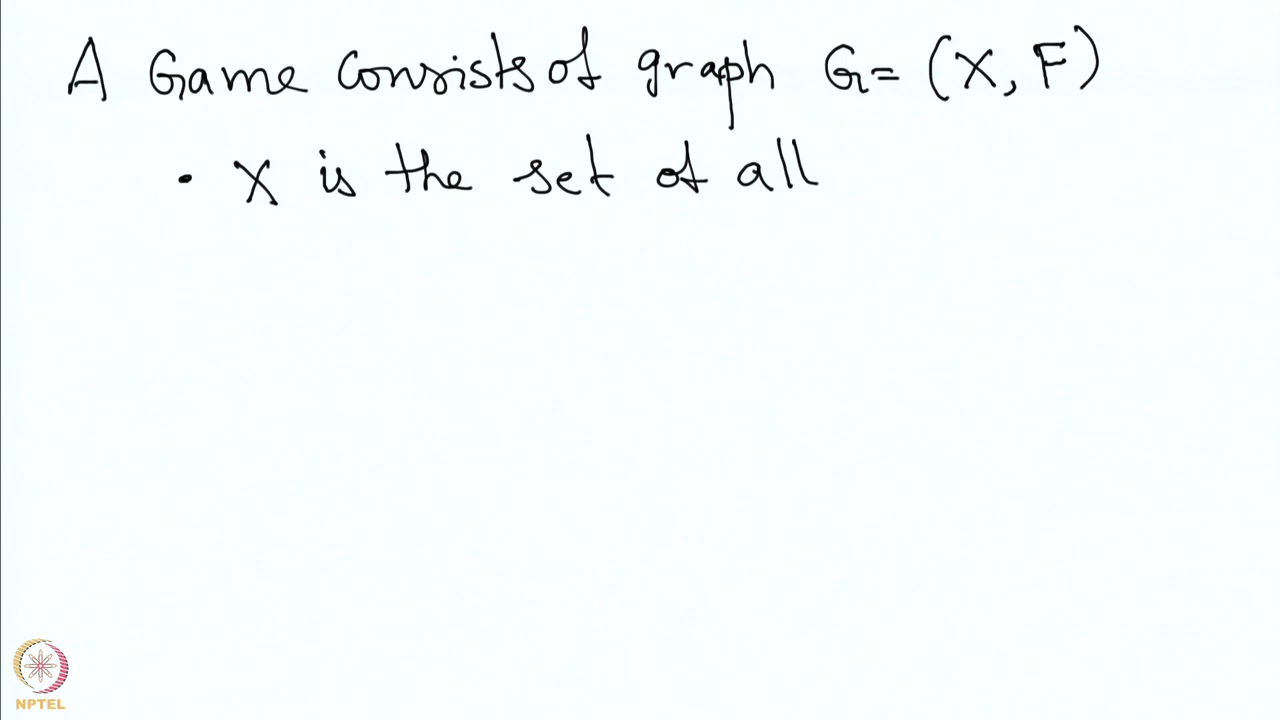 A Game consists of graph G = (X, F)
• X is the set of all
NPTEL